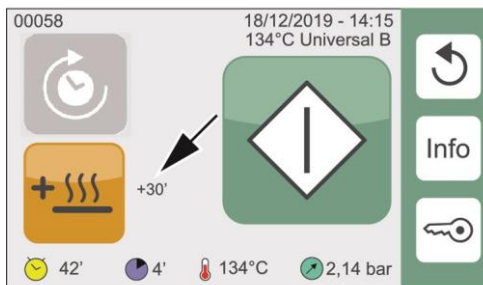 00058
18/12/2019 - 14:15
134°C Universal B
+30'
Info
42' 4' 134°C 2,14 bar